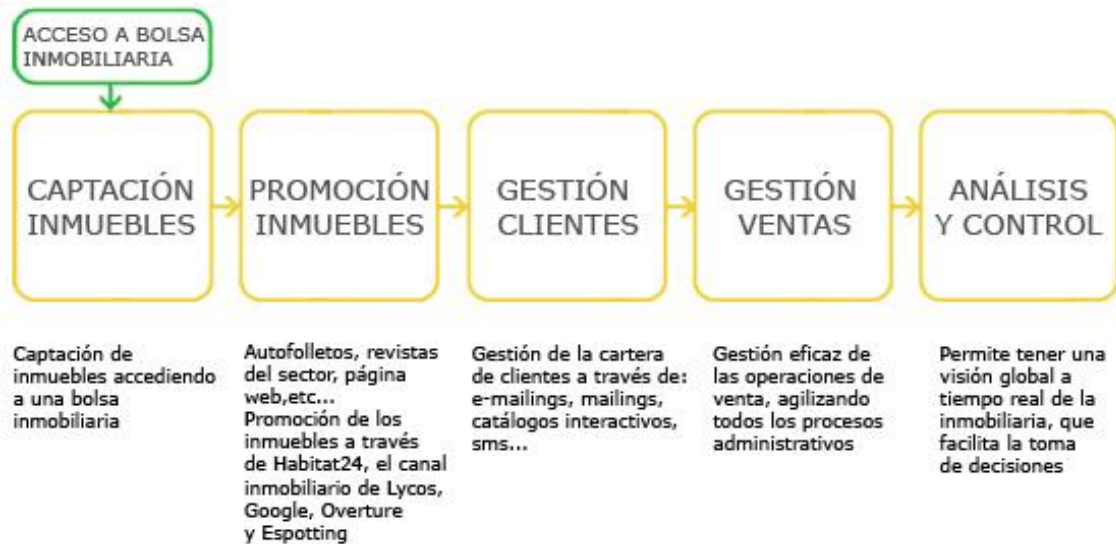 ACCESO A BOLSA
INMOBILIARIA
CAPTACIÓN
INMUEBLES
PROMOCIÓN
INMUEBLES
GESTIÓN
CLIENTES
GESTIÓN
VENTAS
ANÁLISIS
Y CONTROL
Captación de
inmuebles accediendo
a una bolsa
inmobiliaria
Autofolletos, revistas
del sector, página
web,etc...
Promoción de los
inmuebles a través
de Habitat24, el canal
inmobiliario de Lycos,
Google, Overture
y Espotting
Gestión de la cartera
de clientes a través de:
e-mailings, mailings,
catálogos interactivos,
sms...
Gestión eficaz de
las operaciones de
venta, agilizando
todos los procesos
administrativos
Permite tener una
visión global a
tiempo real de la
inmobiliaria, que
facilita la toma
de decisiones